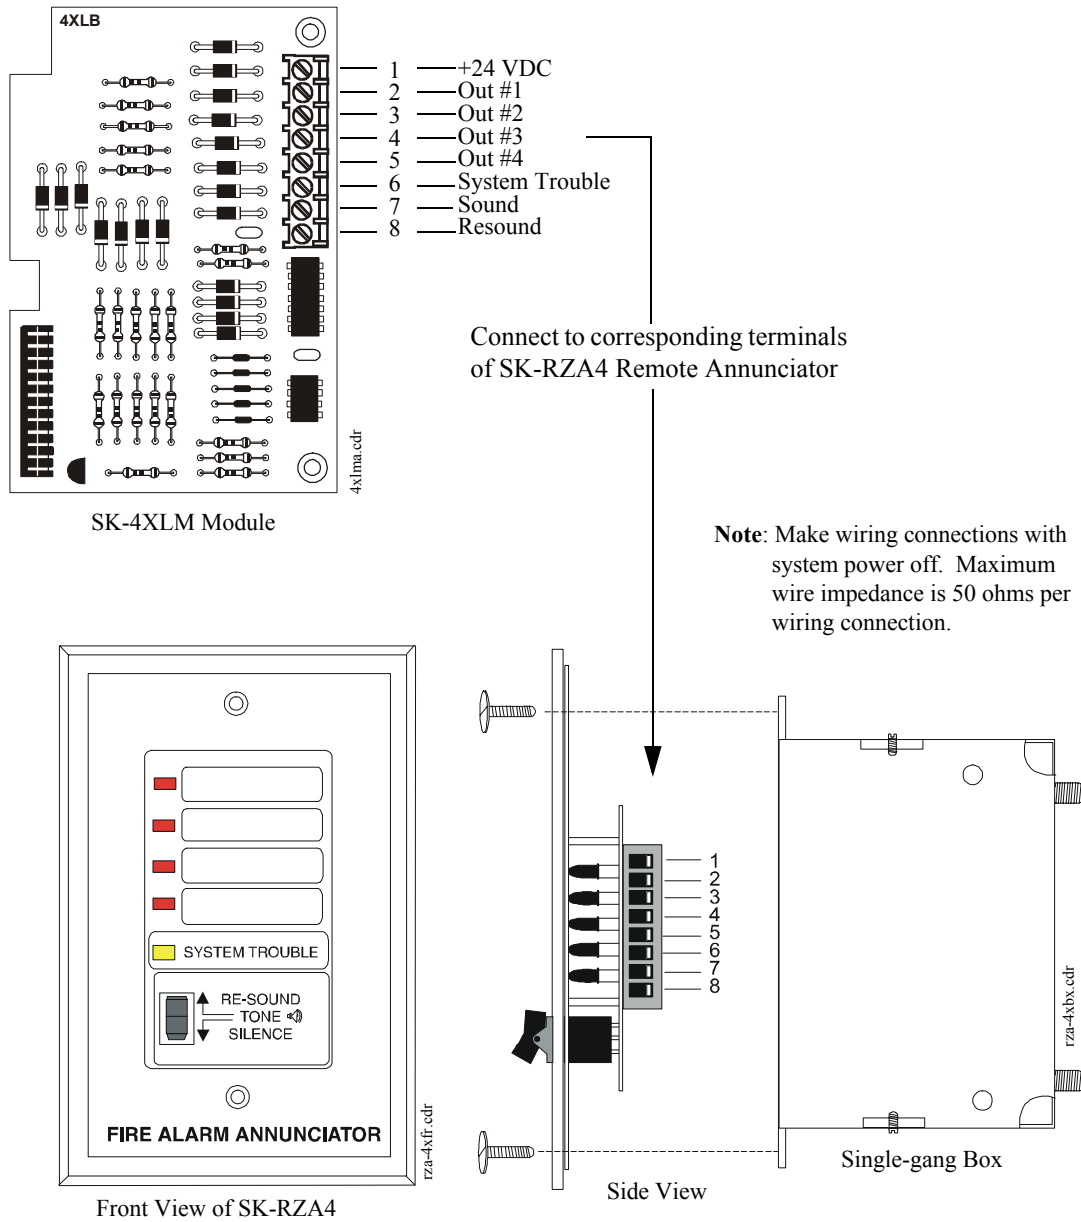 4XLB
1 +24 VDC
2 Out #1
3 Out #2
4 Out #3
5 Out #4
6 System Trouble
7 Sound
8 Resound
Connect to corresponding terminals
of SK-RZA4 Remote Annunciator
4xlma.cdr
SK-4XLM Module
Note: Make wiring connections with
system power off. Maximum
wire impedance is 50 ohms per
wiring connection.
SYSTEM TROUBLE
RE-SOUND
TONE
SILENCE
FIRE ALARM ANNUNCIATOR
rza-4xfr.cdr
Front View of SK-RZA4
1
2
3
4
5
6
7
8
Side View
rza-4xbx.cdr
Single-gang Box